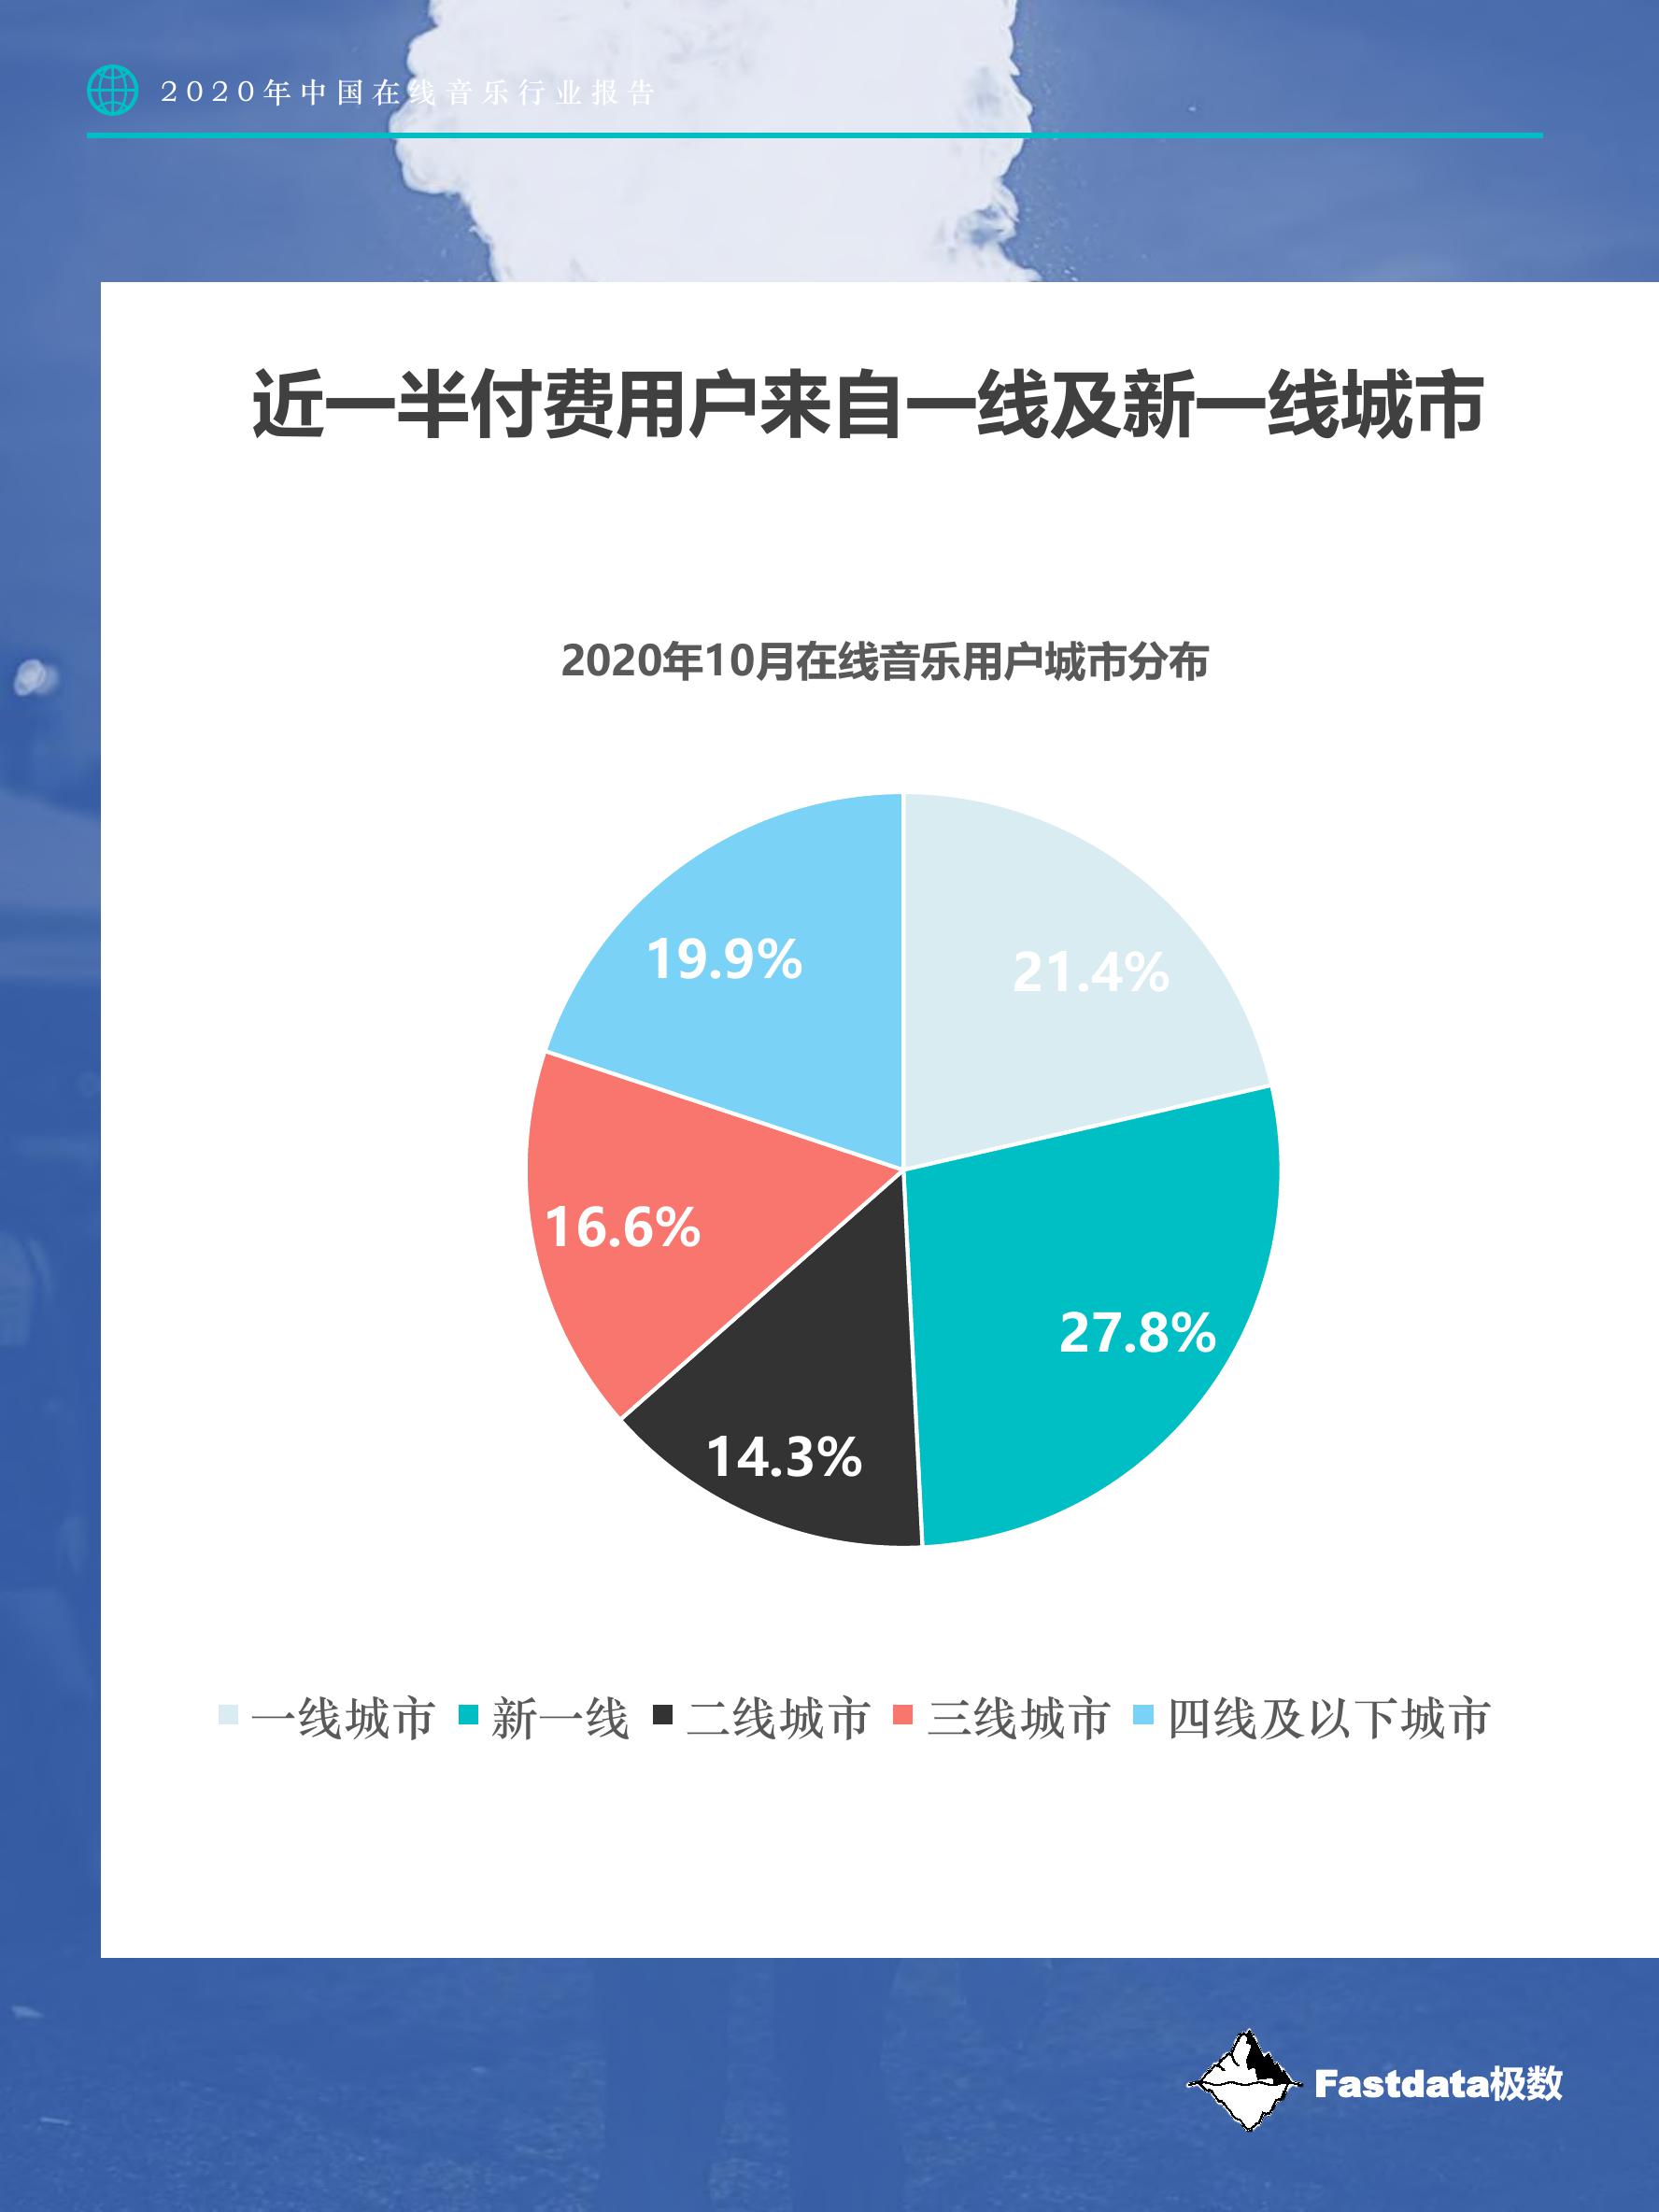 2020年中国在线音乐行业报告
近一半付费用户来自一线及新一线城市
2020年10月在线音乐用户城市分布
19.9%
21.4%
16.6%
27.8%
14.3%
一线城市 新一线 二线城市 三线城市 四线及以下城市
Fastdata极数